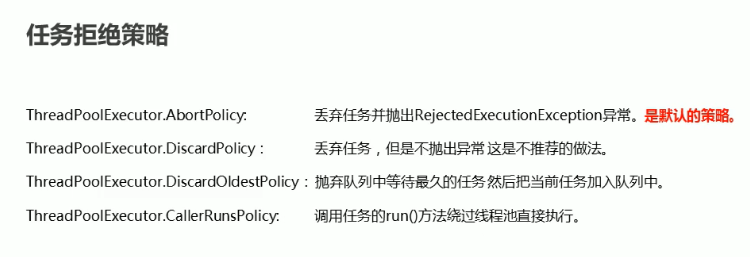 任务拒绝策略
ThreadPoolExecutor.AbortPolicy: 丢弃任务并抛出RejectedExecutionException异常。是默认的策略。
ThreadPoolExecutor.DiscardPolicy： 丢弃任务，但是不抛出异常 这是不推荐的做法。
ThreadPoolExecutor.DiscardOldestPolicy： 抛弃队列中等待最久的任务 然后把当前任务加入队列中。
ThreadPoolExecutor.CallerRunsPolicy: 调用任务的run()方法绕过线程池直接执行。